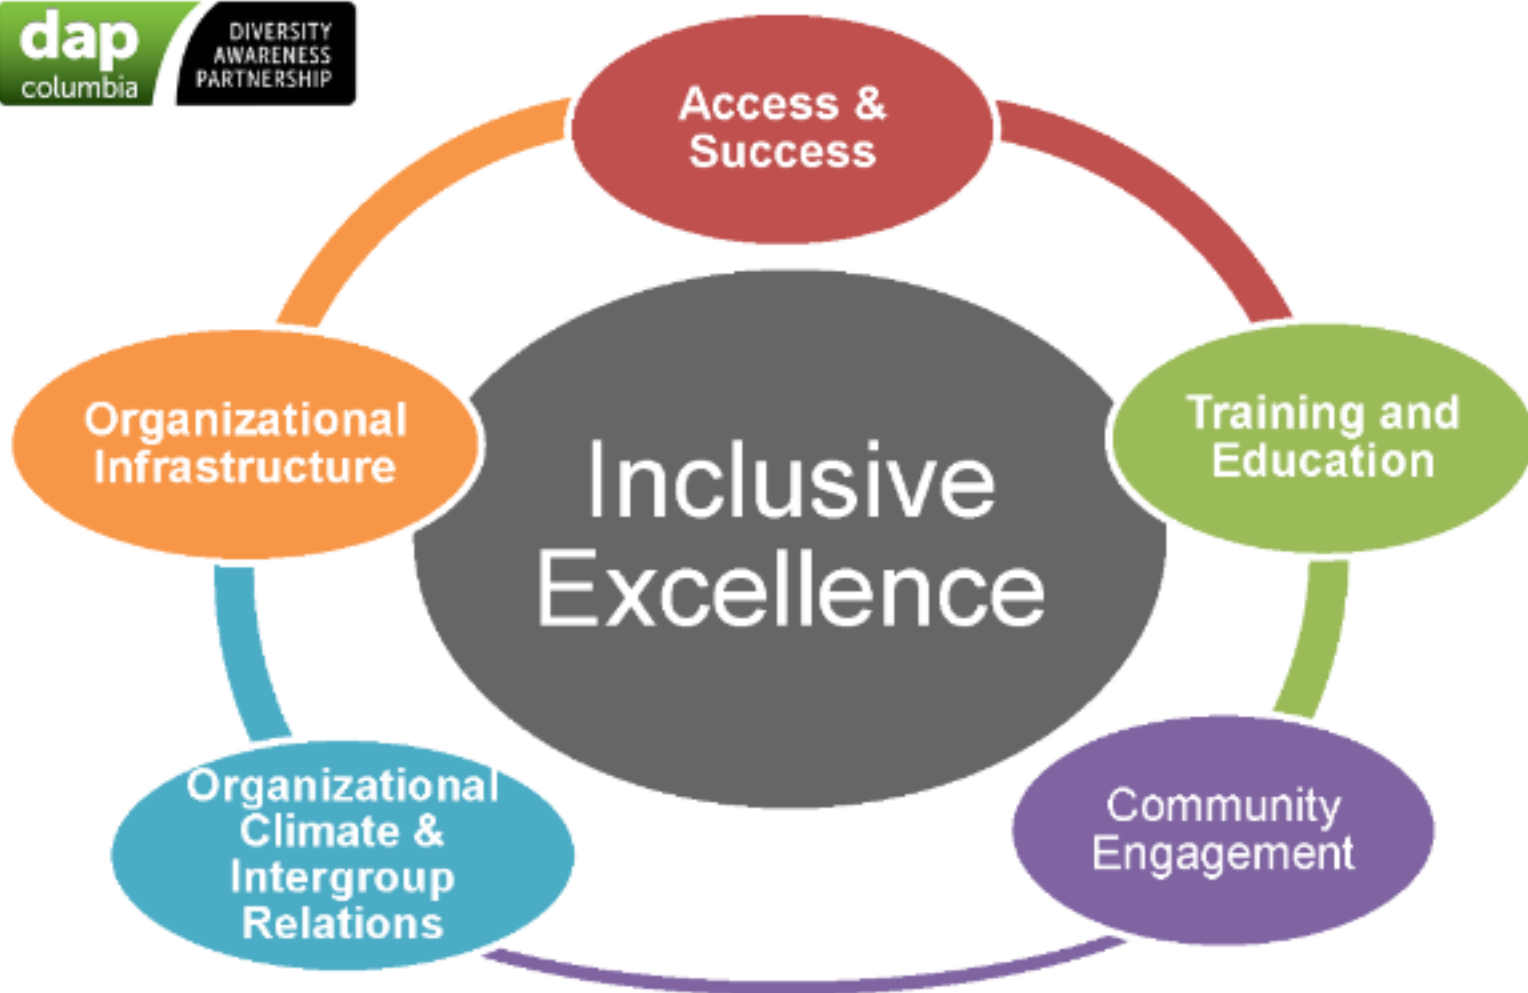 dap
columbia
DIVERSITY
AWARENESS
PARTNERSHIP
Access &
Success
Organizational
Infrastructure
Training and
Education
Inclusive
Excellence
Organizational
Climate &
Intergroup
Relations
Community
Engagement